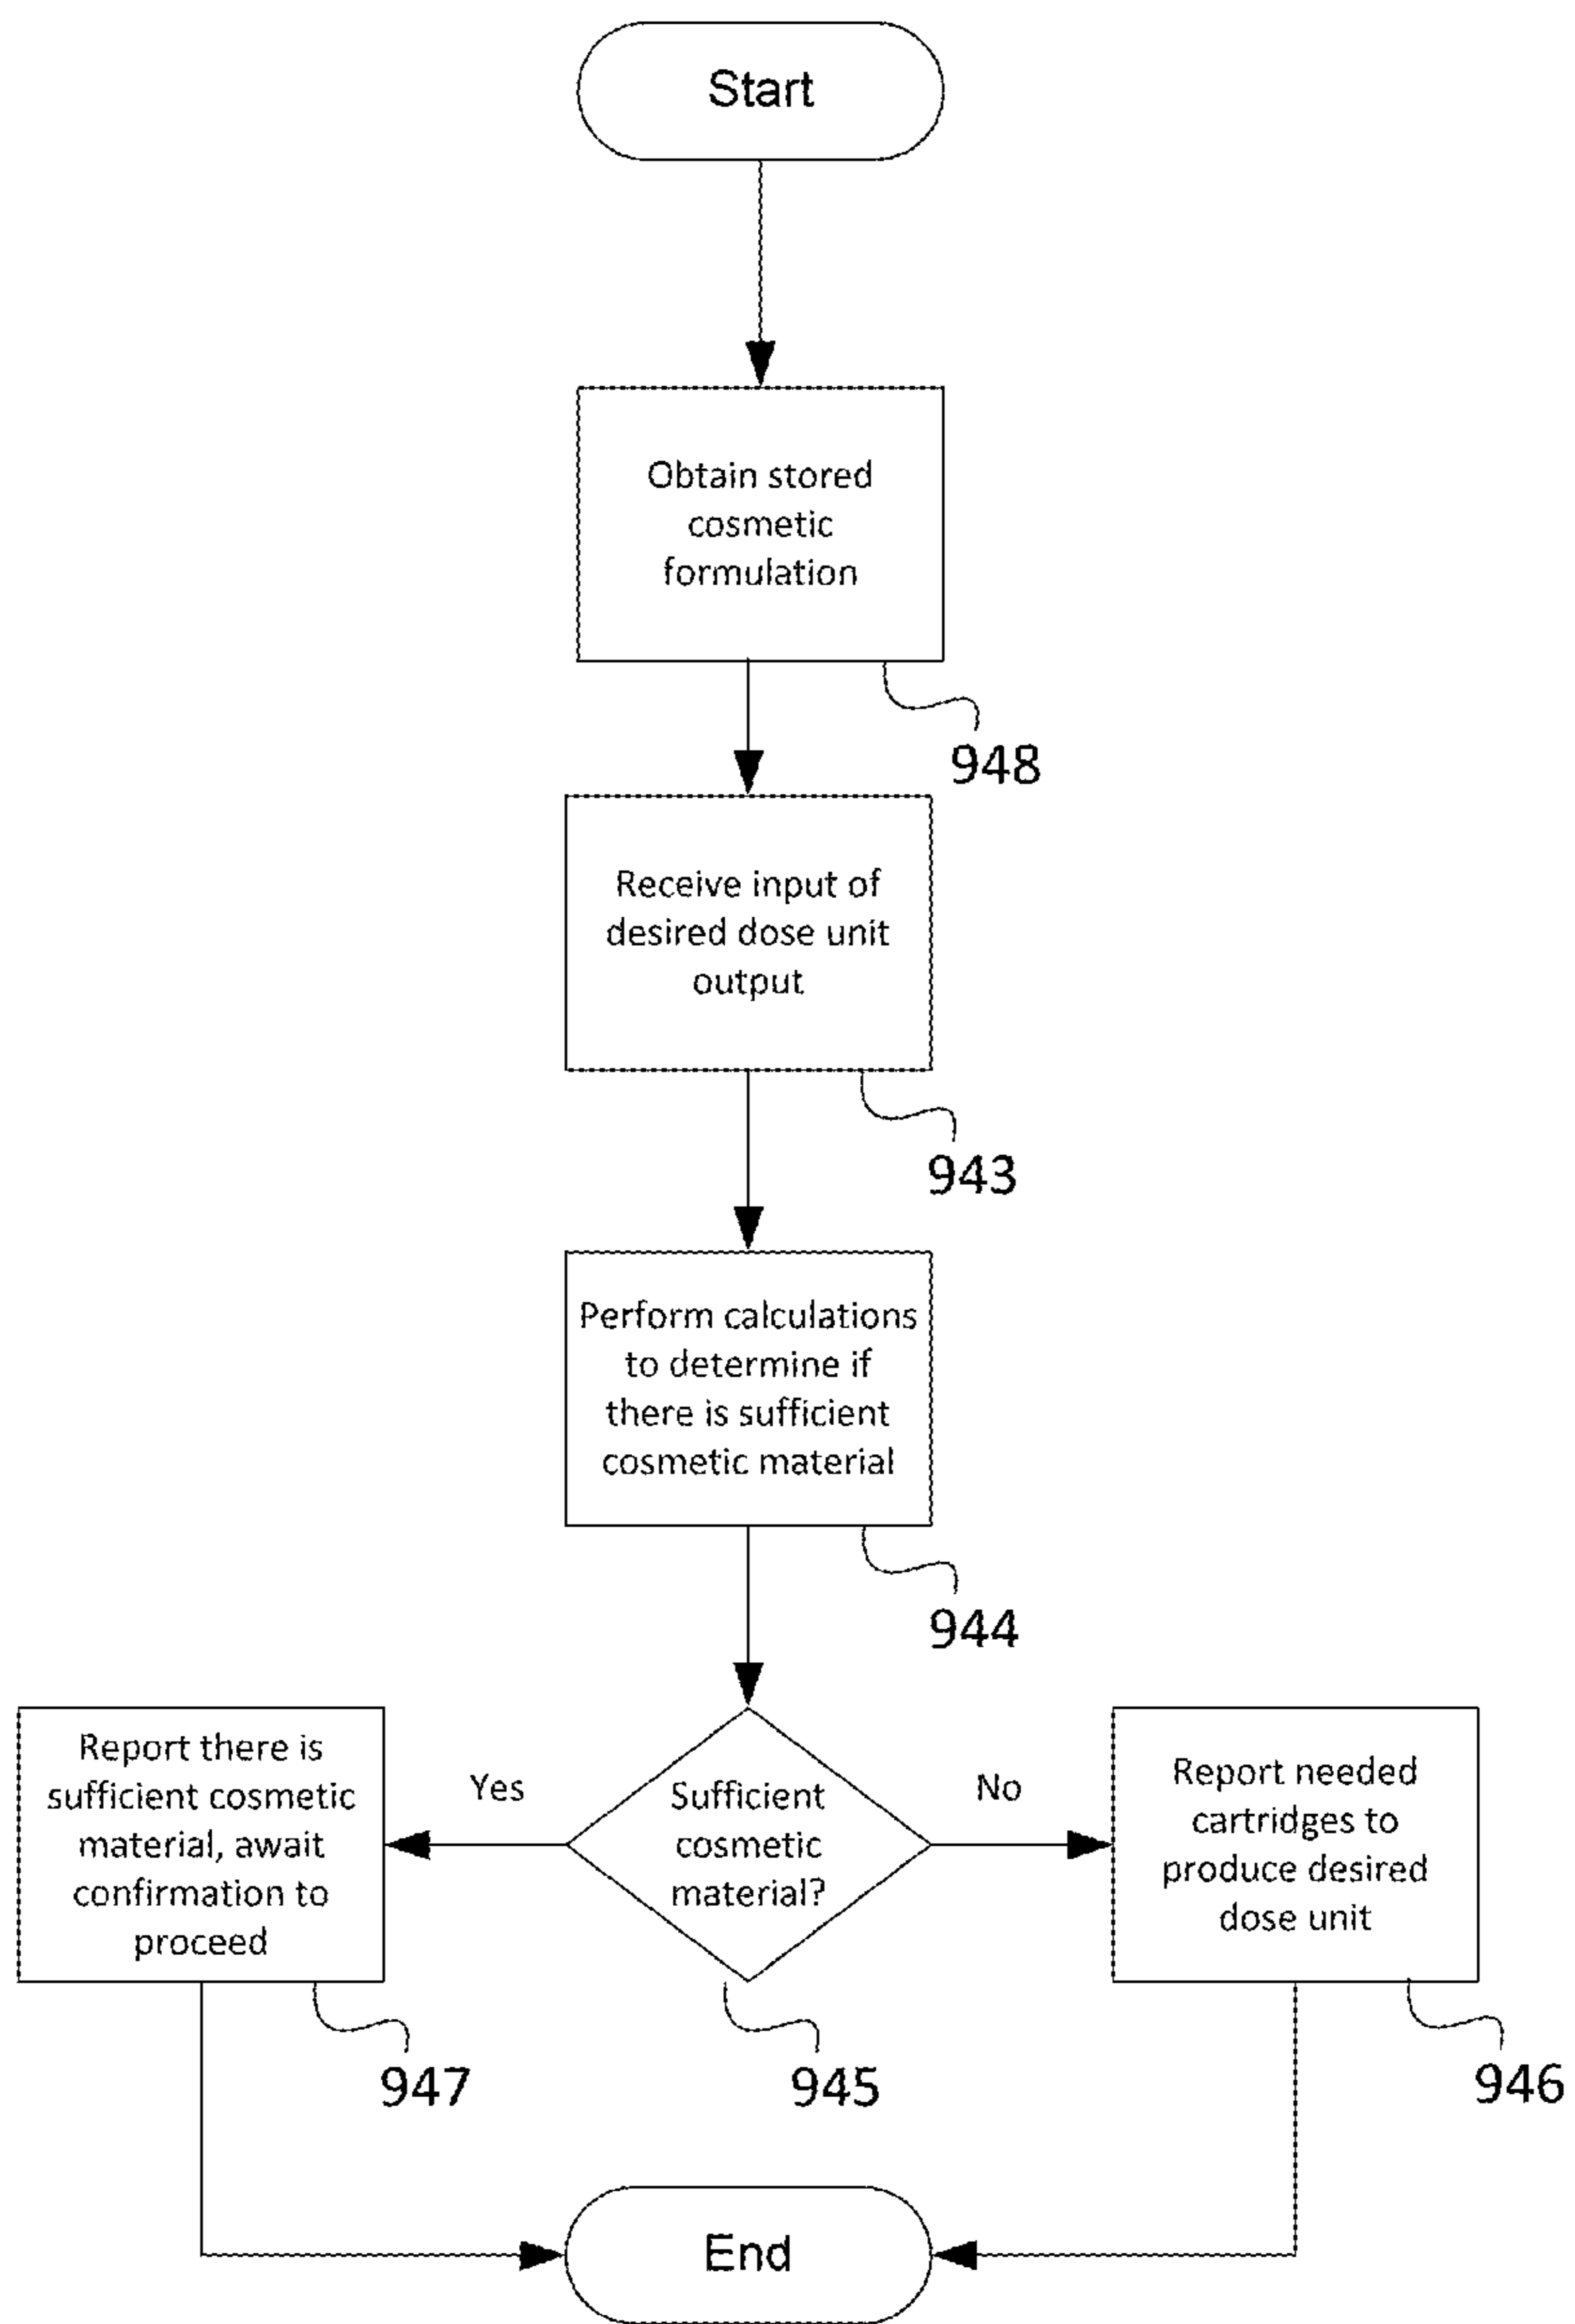 Start
Obtain stored
cosmetic
formulation
948
Receive input of
desired dose unit
output
943
Perform calculations
to determine if
there is sufficient
cosmetic material
944
Report there is
sufficient cosmetic
material, await
confirmation to
proceed
947
Yes
Sufficient
cosmetic
material?
945
No
Report needed
cartridges to
produce desired
dose unit
946
End